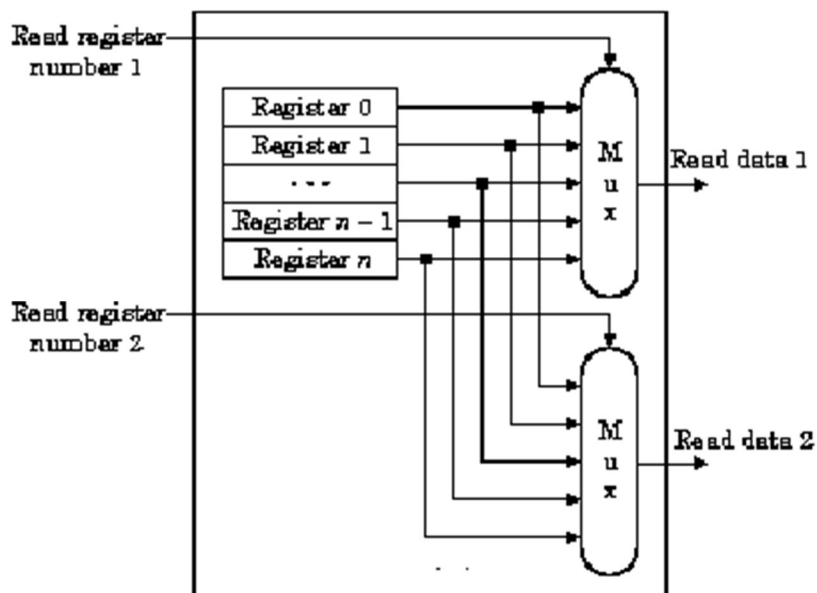 Read register
number 1
Register 0
Register 1
...
Register n – 1
Register n
M
u
x
Read data 1
Read register
number 2
M
u
x
Read data 2
. .